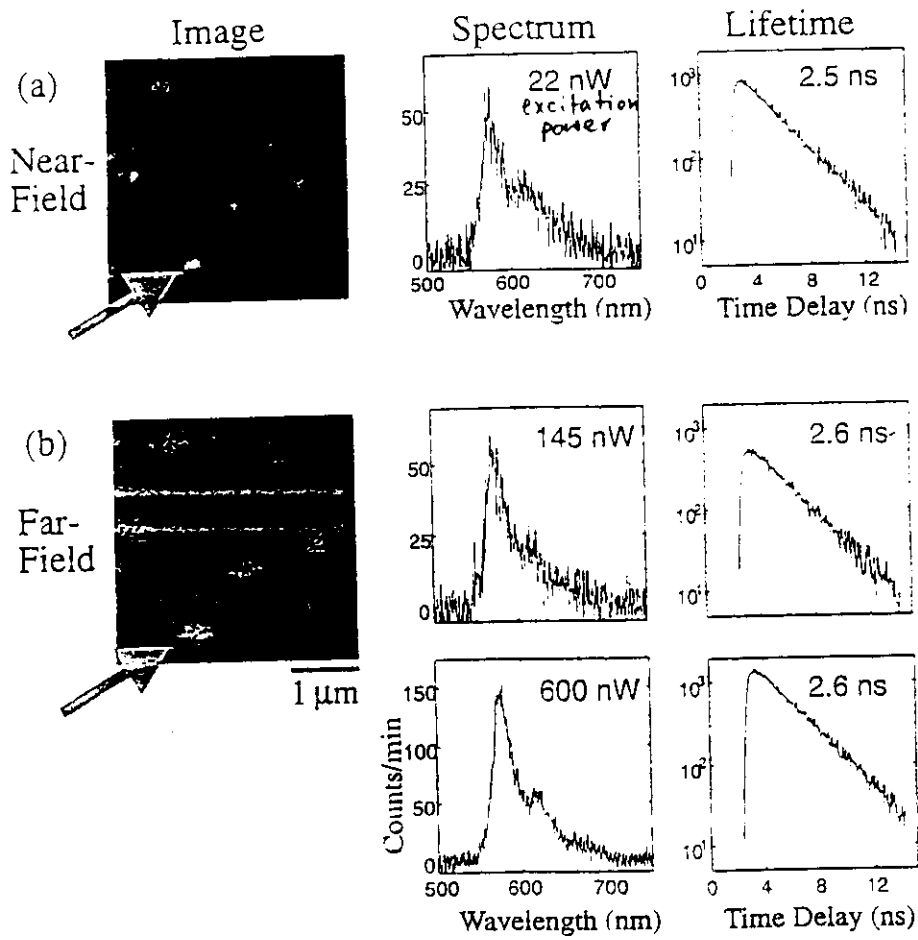 Image
Spectrum
Lifetime
(a)
Near-
Field
22 nW
excitation
power
50
25
0
500 600 700
Wavelength (nm)
2.5 ns
10³
10²
10¹
0 4 8 12
Time Delay (ns)
(b)
Far-
Field
1 µm
145 nW
50
25
0
2.6 ns
10³
10²
10¹
600 nW
150
100
50
0
Counts/min
500 600 700
Wavelength (nm)
2.6 ns
10³
10²
10¹
0 4 8 12
Time Delay (ns)